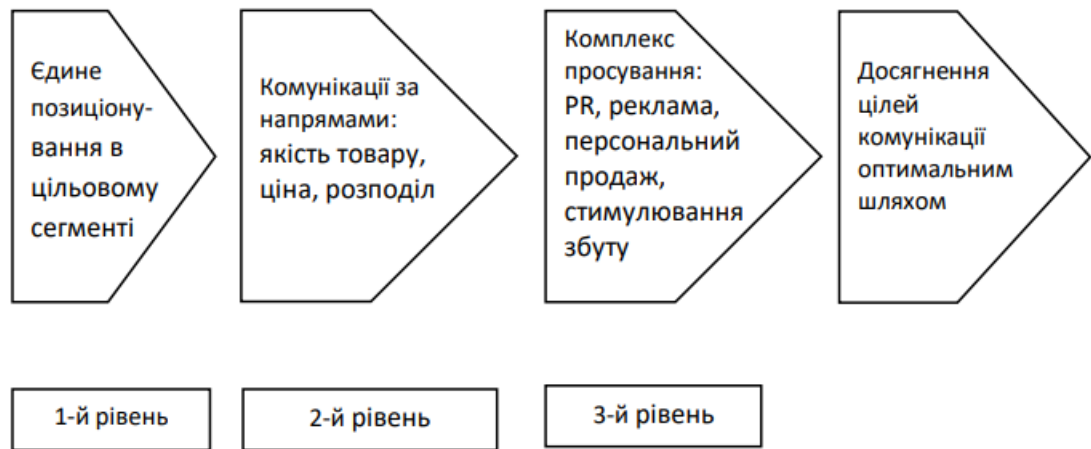 Єдине
позиціону-
вання в
цільовому
сегменті
Комунікації за
напрямами:
якість товару,
ціна, розподіл
Комплекс
просування:
PR, реклама,
персональний
продаж,
стимулювання
збуту
Досягнення
цілей
комунікації
оптимальним
шляхом
1-й рівень
2-й рівень
3-й рівень